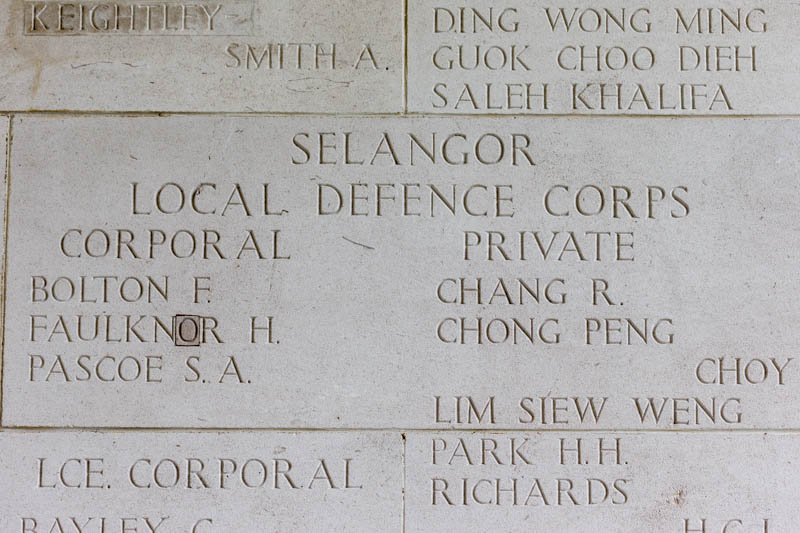 KEIGHTLEY-
SMITH A.
DING WONG MING
GUOK CHOO DIEH
SALEH KHALIFA
SELANGOR
LOCAL DEFENCE CORPS
CORPORAL
BOLTON F.
FAULKNOR H.
PASCOE S.A.
LCE. CORPORAL
BAYLEY C.
PRIVATE
CHANG R.
CHONG PENG
CHOY
LIM SIEW WENG
PARK H.H.
RICHARDS
H.C.J.